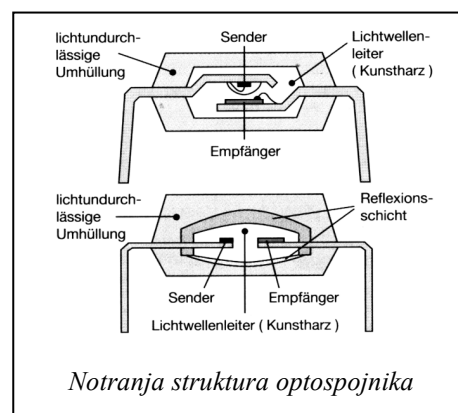 Sender
lichtundurch-
lässige
Umhüllung
Lichtwellen-
leiter
( Kunstharz )
Empfänger
lichtundurch-
lässige
Umhüllung
Reflexions-
schicht
Sender
Empfänger
Lichtwellenleiter ( Kunstharz )
Notranja struktura optospojnika